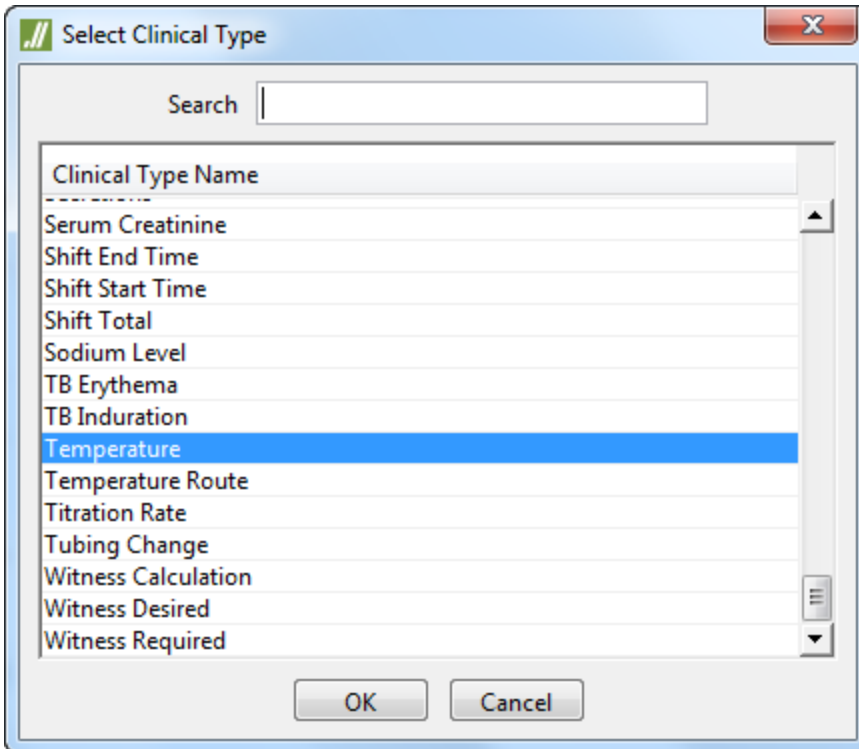 Select Clinical Type
Search
Clinical Type Name
Serum Creatinine
Shift End Time
Shift Start Time
Shift Total
Sodium Level
TB Erythema
TB Induration
Temperature
Temperature Route
Titration Rate
Tubing Change
Witness Calculation
Witness Desired
Witness Required
OK Cancel